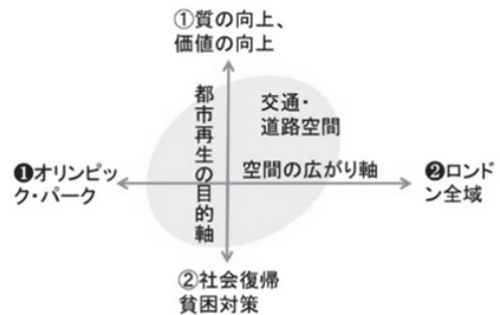 ①質の向上、
価値の向上
都市再生の目的軸
交通・
道路空間
空間の広がり軸
❶オリンピッ
ク・パーク
❷ロンド
ン全域
②社会復帰
貧困対策